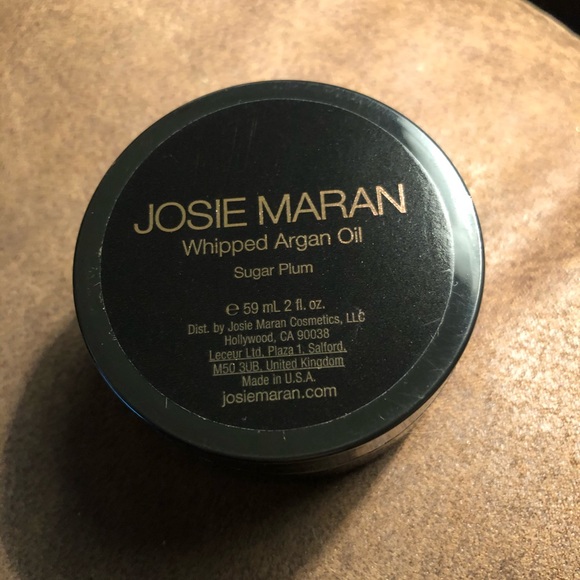 JOSIE MARAN
Whipped Argan Oil
Sugar Plum
℮ 59 mL 2 fl. oz.
Dist. by Josie Maran Cosmetics, LLC
Hollywood, CA 90038
Leceur Ltd. Plaza 1, Salford,
M50 3UB, United Kingdom
Made in U.S.A.
josiemaran.com